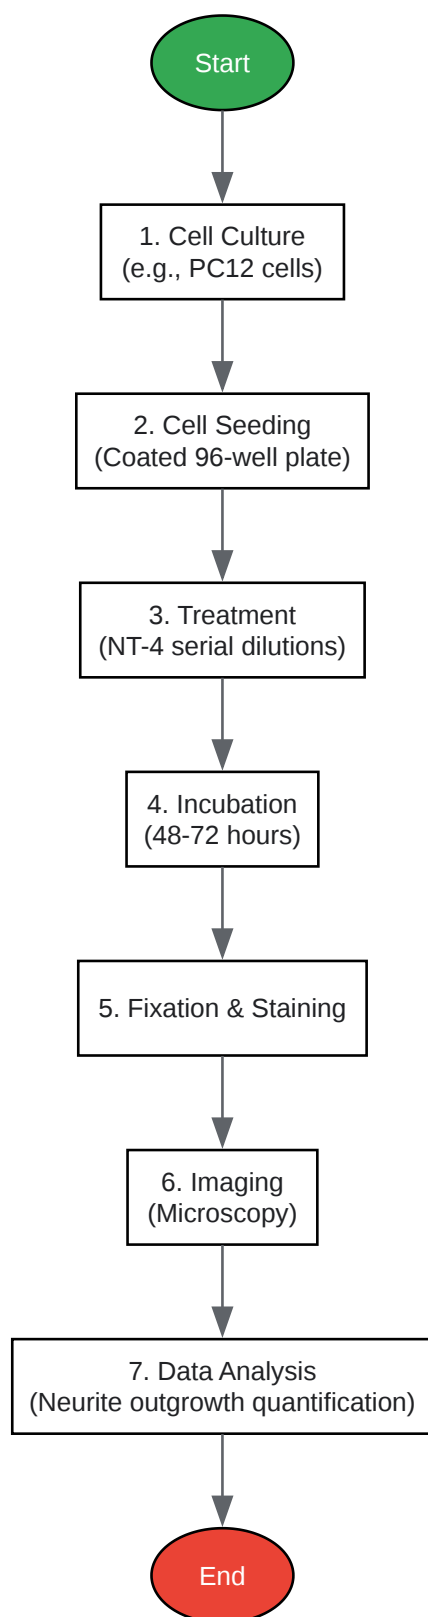 Start
1. Cell Culture
(e.g., PC12 cells)
2. Cell Seeding
(Coated 96-well plate)
3. Treatment
(NT-4 serial dilutions)
4. Incubation
(48-72 hours)
5. Fixation & Staining
6. Imaging
(Microscopy)
7. Data Analysis
(Neurite outgrowth quantification)
End